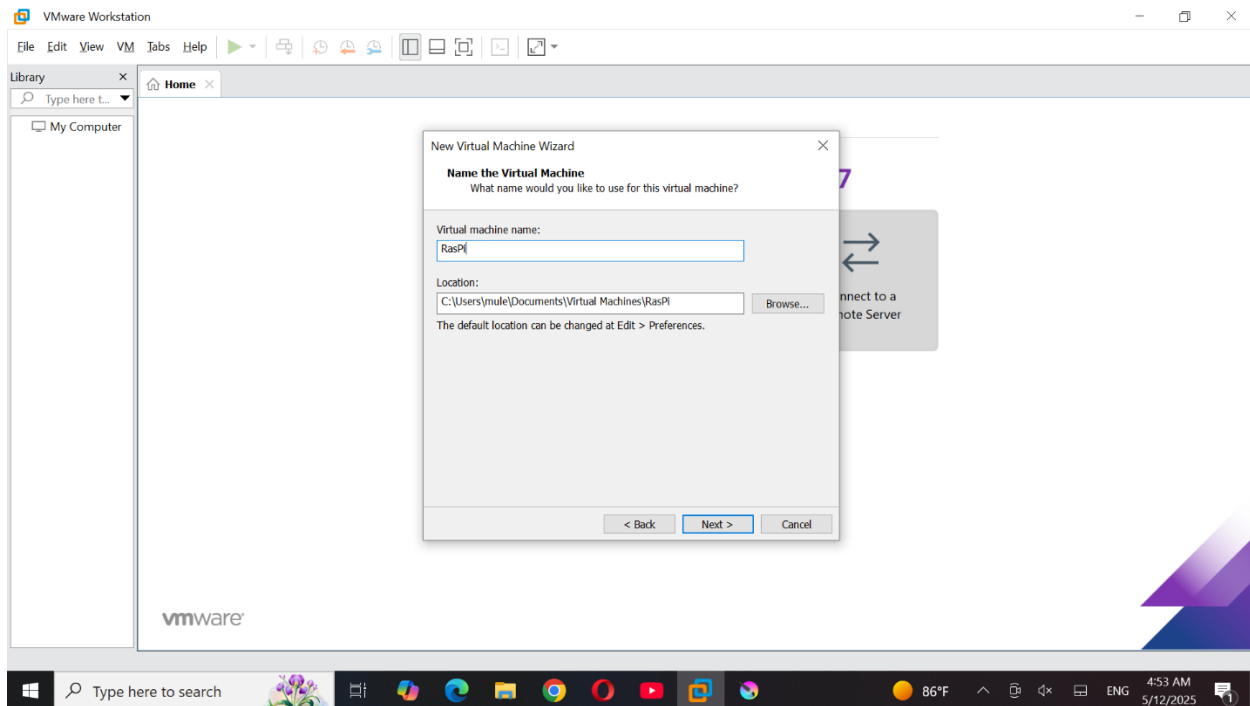 VMware Workstation
File Edit View VM Tabs Help
Library
Type here t...
My Computer
Home
7
nnect to a
note Server
New Virtual Machine Wizard
Name the Virtual Machine
What name would you like to use for this virtual machine?
Virtual machine name:
RasPi
Location:
C:\Users\mule\Documents\Virtual Machines\RasPi
Browse...
The default location can be changed at Edit > Preferences.
< Back Next > Cancel
vmware
Type here to search
86°F
ENG
4:53 AM
5/12/2025
1